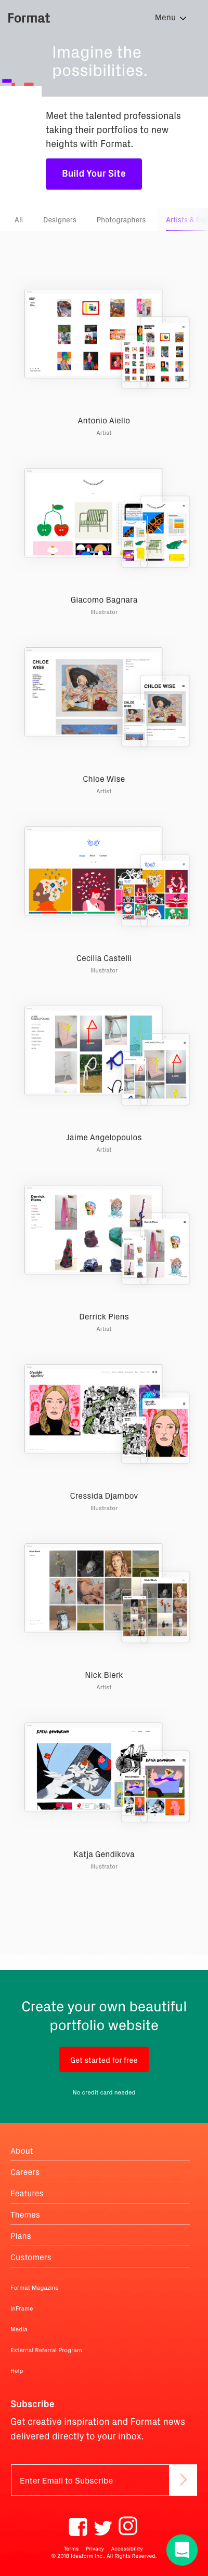 Format
Menu
Imagine the
possibilities.
Meet the talented professionals
taking their portfolios to new
heights with Format.
Build Your Site
All
Designers
Photographers
Artists &
Antonio Aiello
Artist
Giacomo Bagnara
Illustrator
CHLOE
WISE
CHLOE WISE
Chloe Wise
Artist
Cecilia Castelli
Illustrator
Jaime Angelopoulos
Artist
Derrick
Piens
Derrick Piens
Artist
Cressida Djambov
Illustrator
Nick Bierk
Artist
KATJA GENDIKOVA
Katja Gendikova
Illustrator
Create your own beautiful
portfolio website
Get started for free
No credit card needed
About
Careers
Features
Themes
Plans
Customers
Format Magazine
InFrame
Media
External Referral Program
Help
Subscribe
Get creative inspiration and Format news
delivered directly to your inbox.
Enter Email to Subscribe
Terms
Privacy
Accessibility
© 2018 Ideaform Inc., All Rights Reserved.